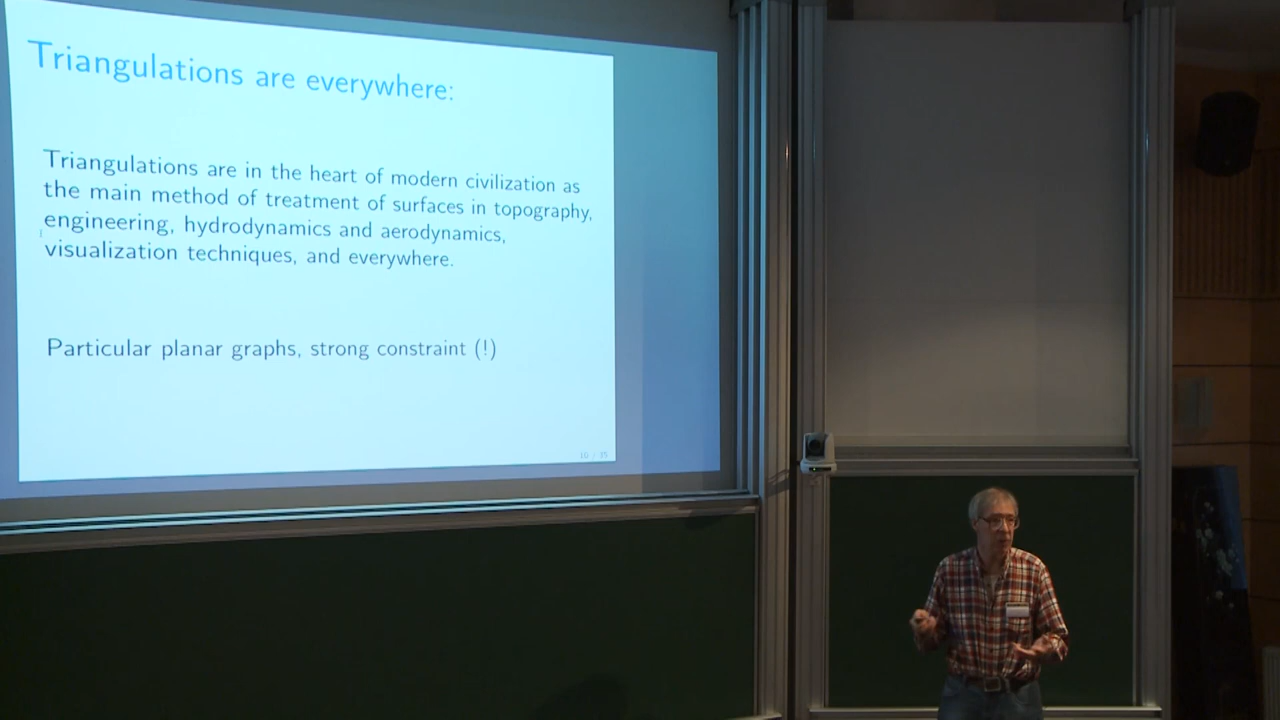 Triangulations are everywhere:
Triangulations are in the heart of modern civilization as
the main method of treatment of surfaces in topography,
engineering, hydrodynamics and aerodynamics,
visualization techniques, and everywhere.
Particular planar graphs, strong constraint (!)
10 / 35